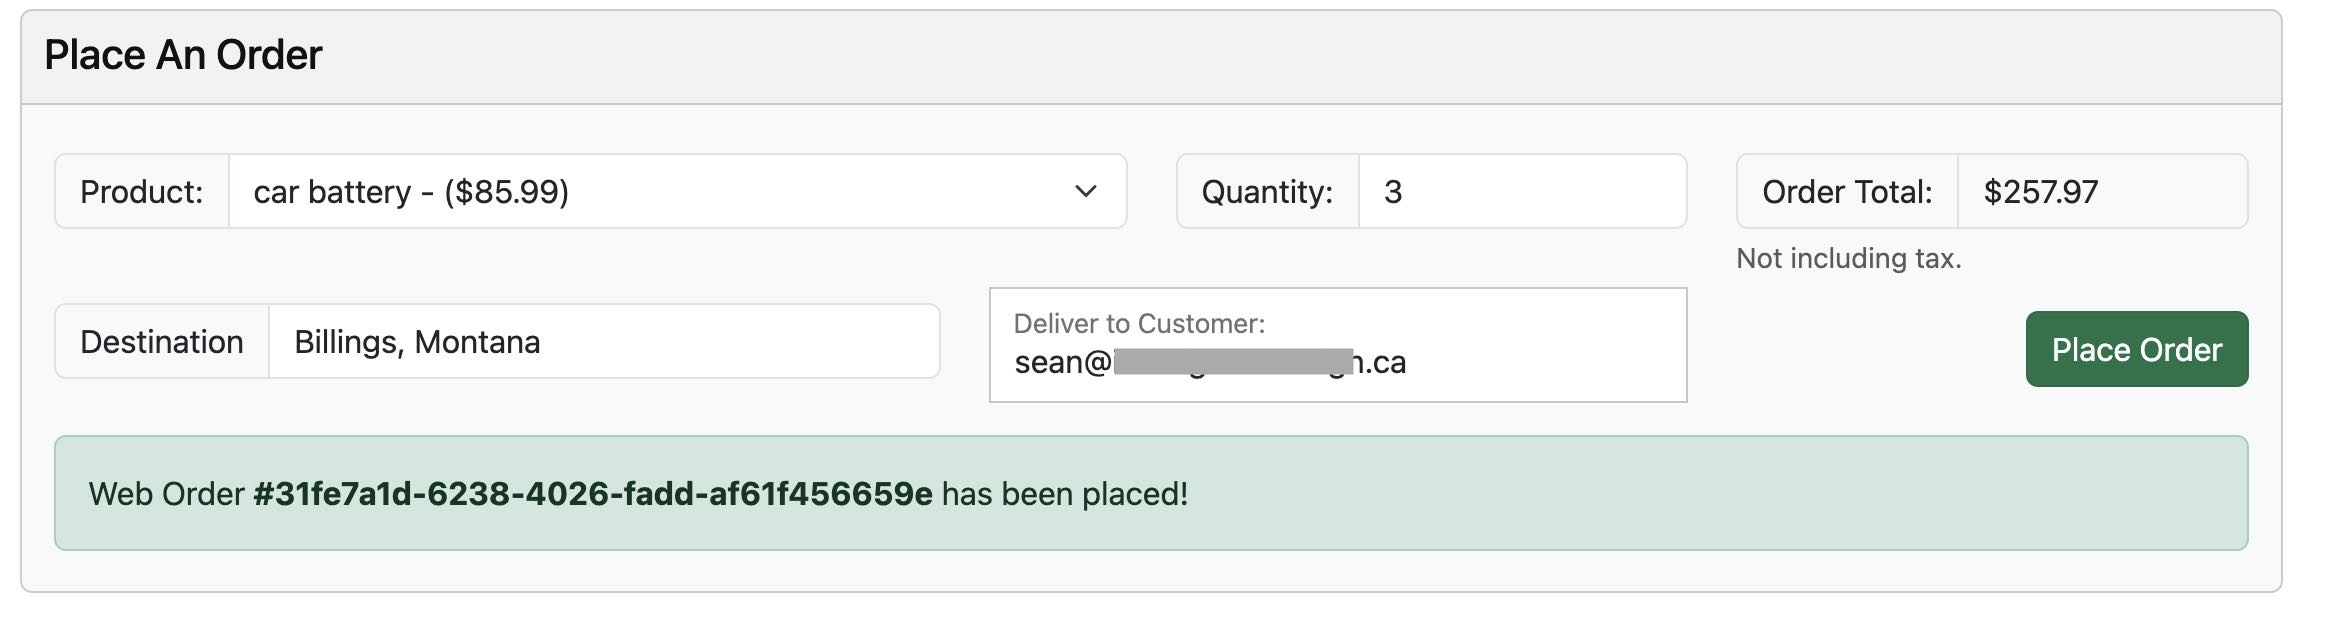 Place An Order
Product: car battery - ($85.99) Quantity: 3 Order Total: $257.97
Not including tax.
Destination Billings, Montana
Deliver to Customer:
sean@ .ca
Place Order
Web Order #31fe7a1d-6238-4026-fadd-af61f456659e has been placed!